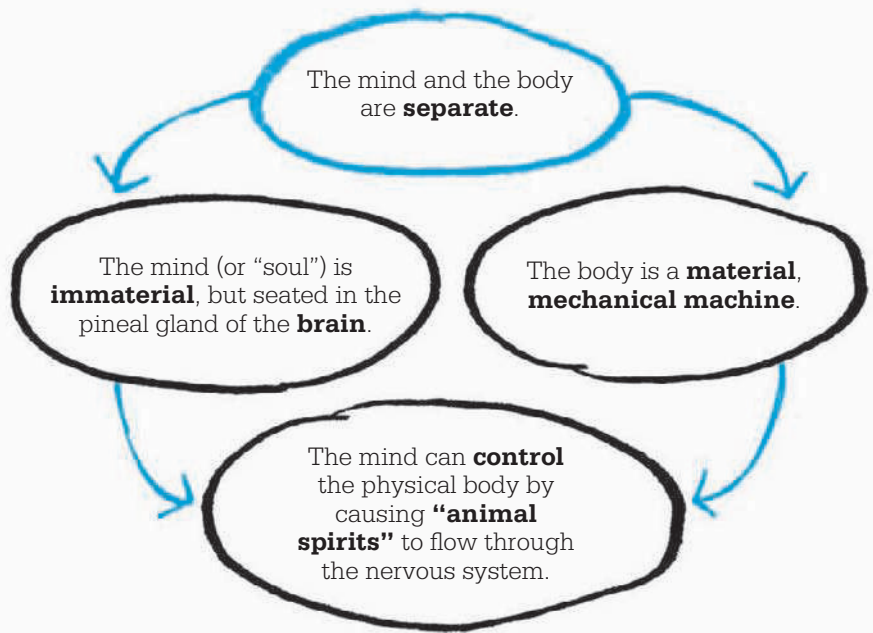 The mind and the body
are separate.
The mind (or “soul”) is
immaterial, but seated in the
pineal gland of the brain.
The body is a material,
mechanical machine.
The mind can control
the physical body by
causing “animal
spirits” to flow through
the nervous system.